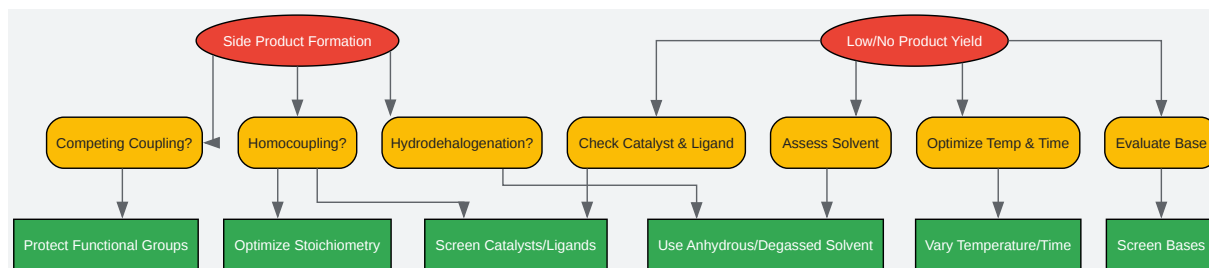 Side Product Formation
Low/No Product Yield
Competing Coupling?
Homocoupling?
Hydrodehalogenation?
Check Catalyst & Ligand
Assess Solvent
Optimize Temp & Time
Evaluate Base
Protect Functional Groups
Optimize Stoichiometry
Screen Catalysts/Ligands
Use Anhydrous/Degassed Solvent
Vary Temperature/Time
Screen Bases